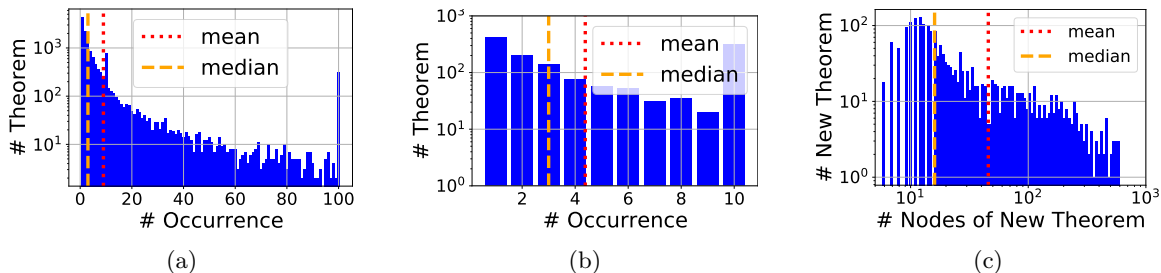 # Theorem
10³
10²
10¹
0 20 40 60 80 100
# Occurrence
mean
median
(a)
# Theorem
10³
10²
10¹
10⁰
2 4 6 8 10
# Occurrence
mean
median
(b)
# New Theorem
10²
10¹
10⁰
10¹ 10² 10³
# Nodes of New Theorem
mean
median
(c)